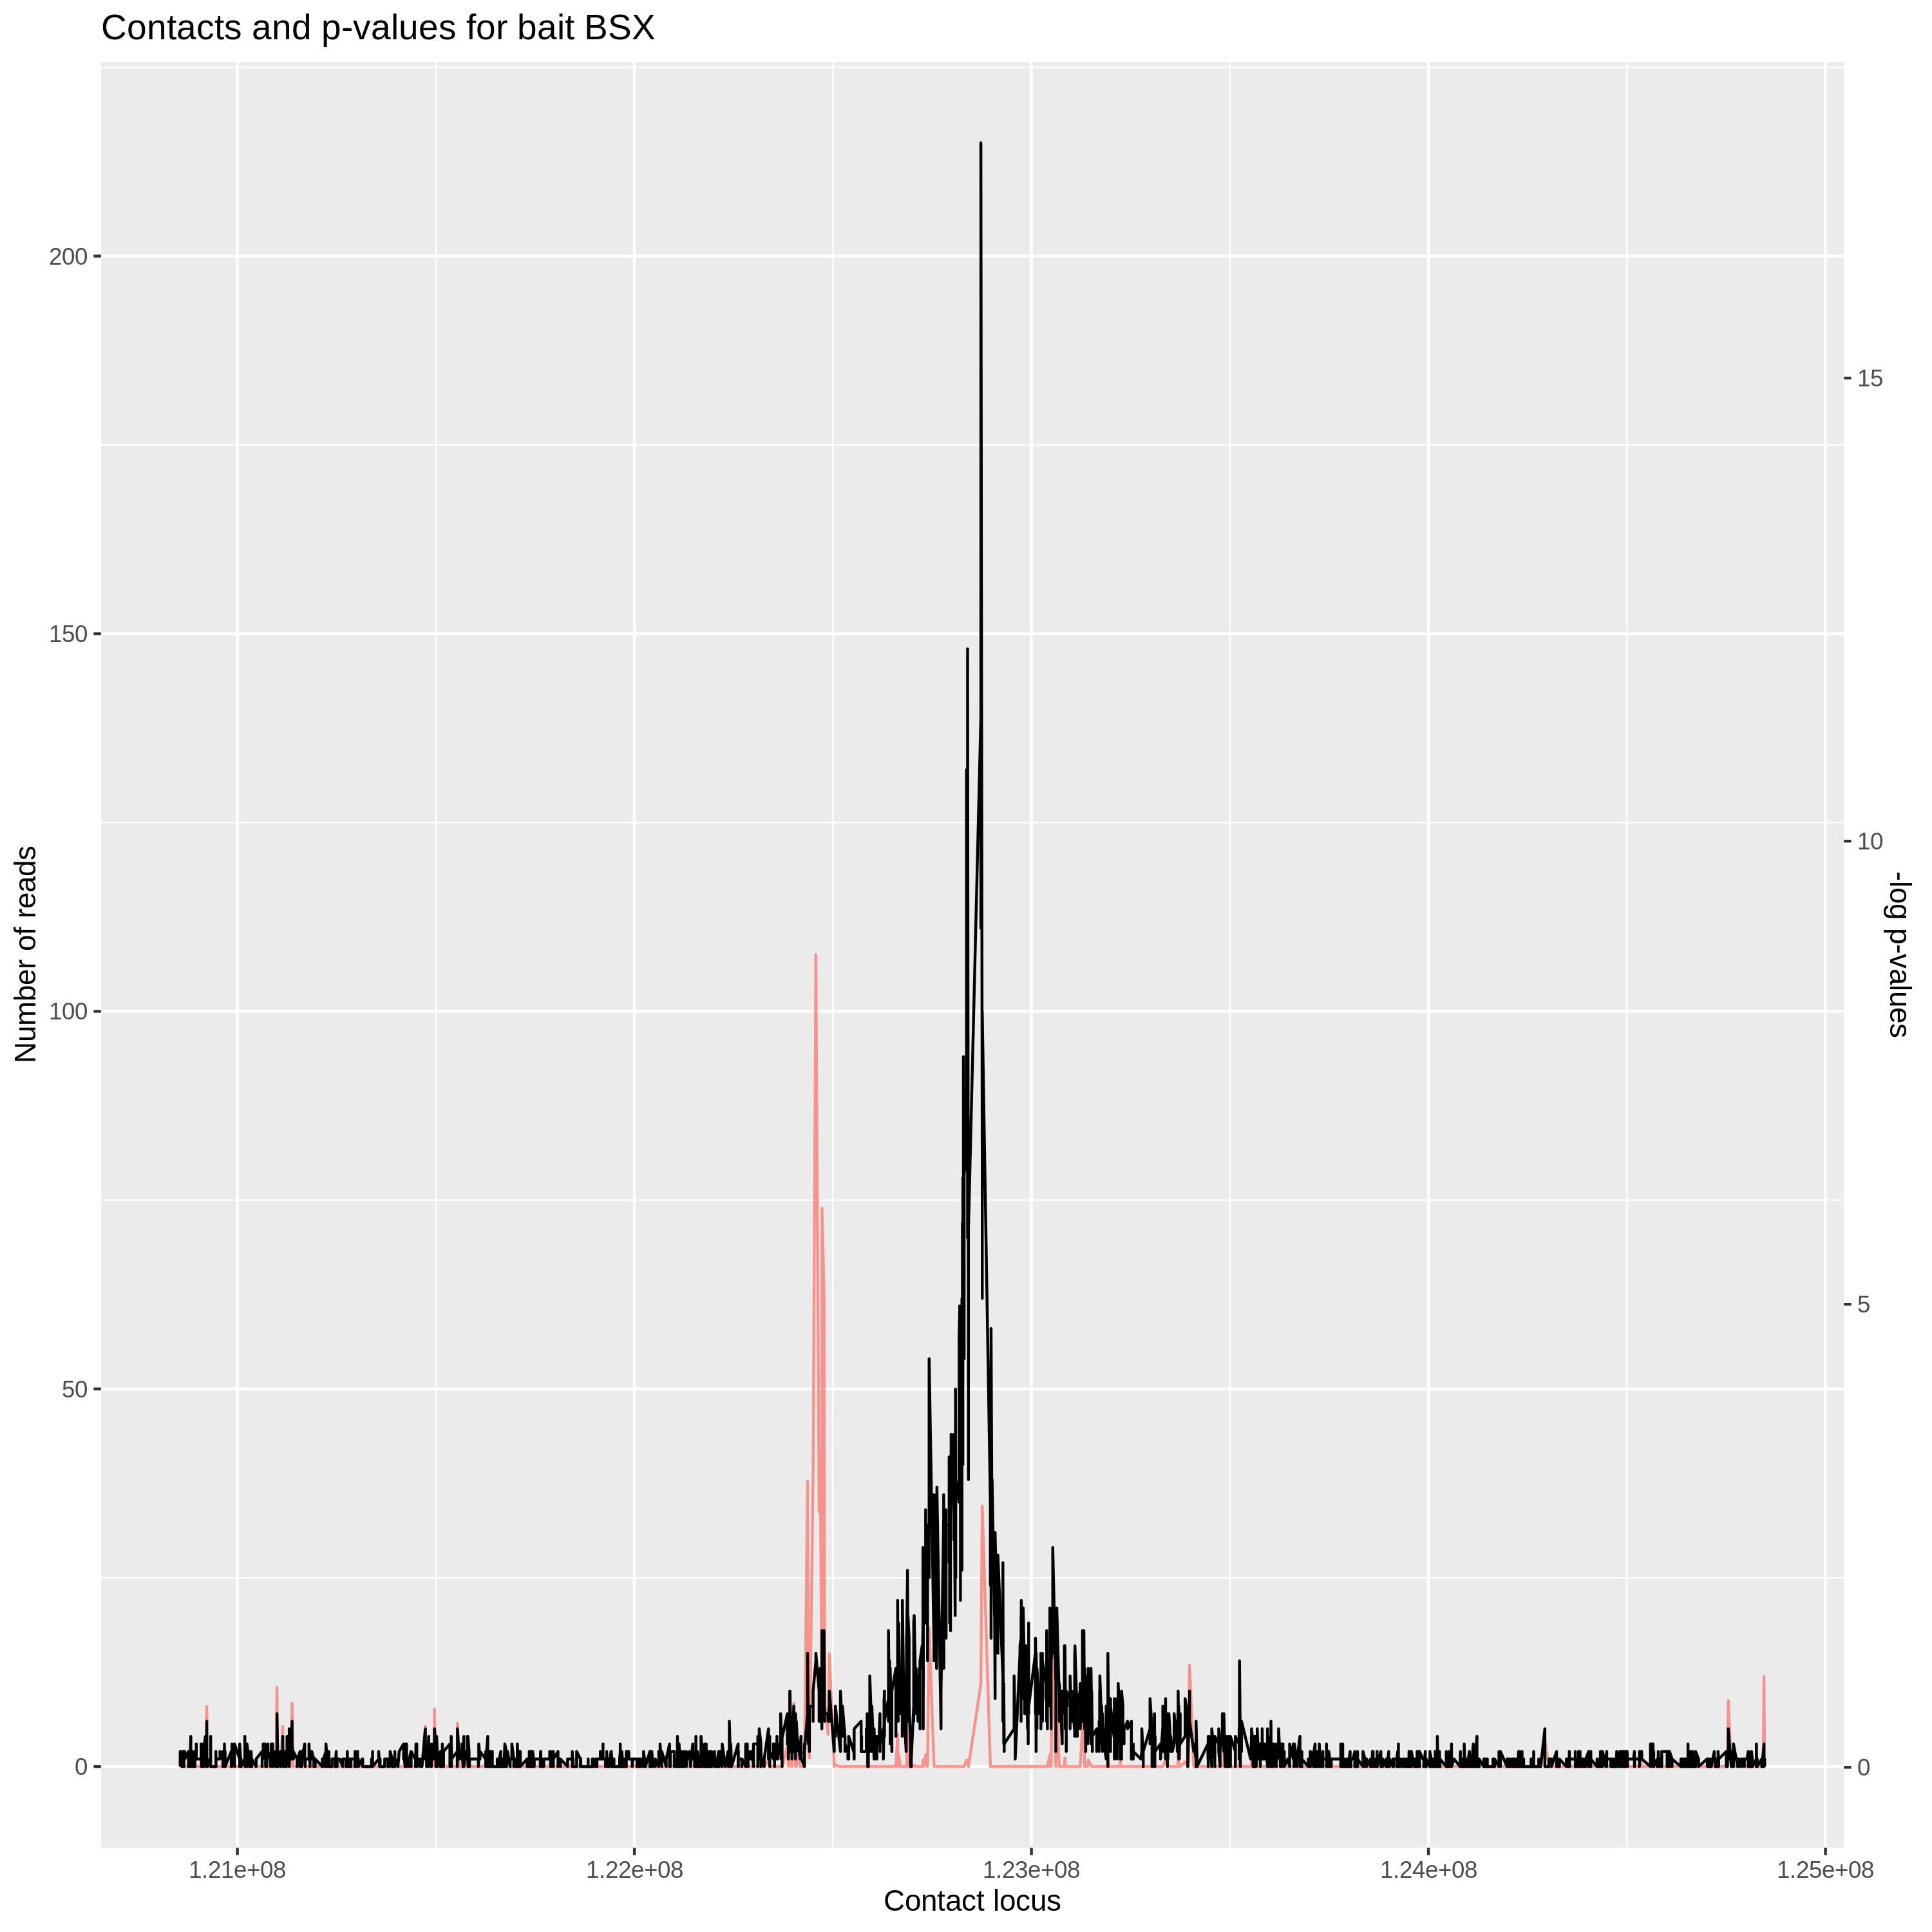 Contacts and p-values for bait BSX
Number of reads
200
150
100
50
0
15
10
5
0
-log p-values
1.21e+08
1.22e+08
1.23e+08
1.24e+08
1.25e+08
Contact locus